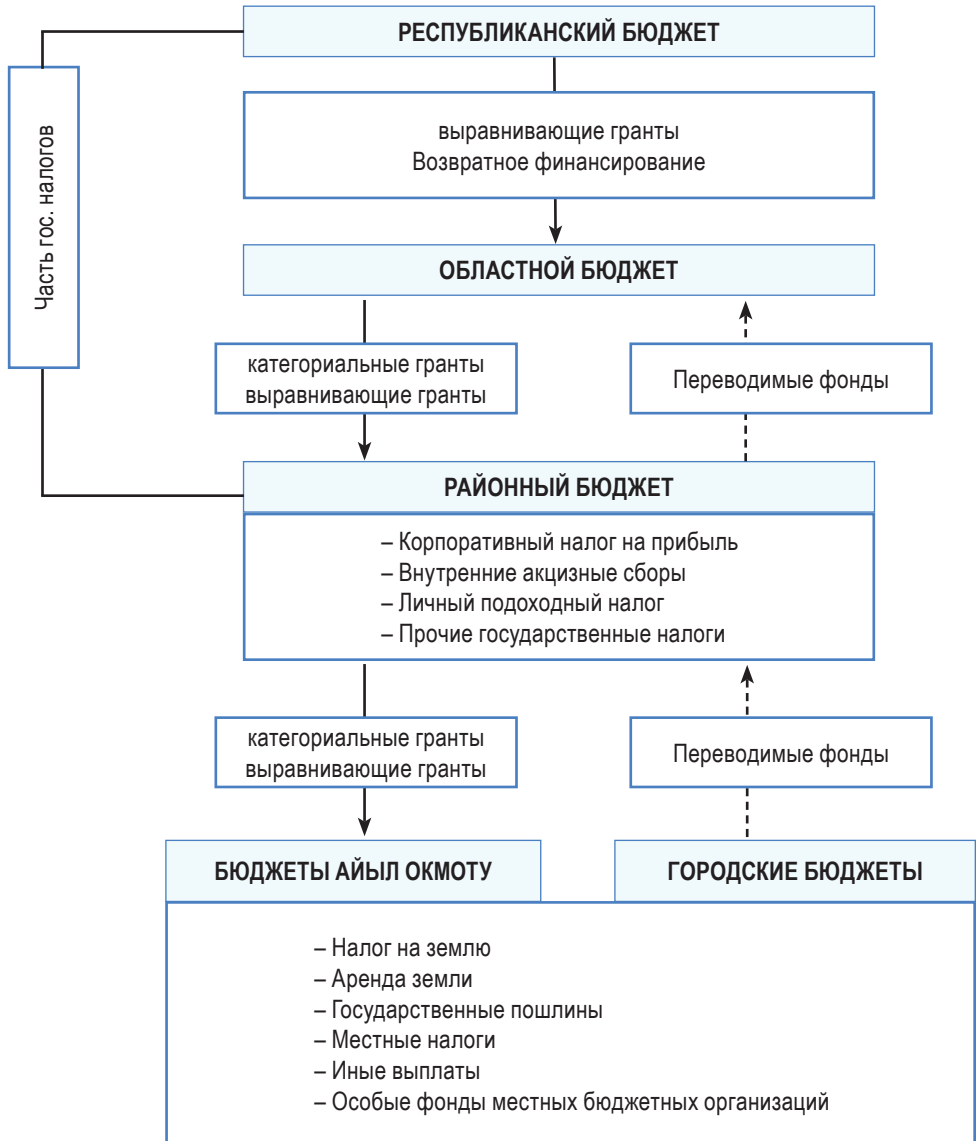 РЕСПУБЛИКАНСКИЙ БЮДЖЕТ
Часть гос. налогов
выравнивающие гранты
Возвратное финансирование
ОБЛАСТНОЙ БЮДЖЕТ
категориальные гранты
выравнивающие гранты
Переводимые фонды
РАЙОННЫЙ БЮДЖЕТ
– Корпоративный налог на прибыль
– Внутренние акцизные сборы
– Личный подоходный налог
– Прочие государственные налоги
категориальные гранты
выравнивающие гранты
Переводимые фонды
БЮДЖЕТЫ АЙЫЛ ОКМОТУ
ГОРОДСКИЕ БЮДЖЕТЫ
– Налог на землю
– Аренда земли
– Государственные пошлины
– Местные налоги
– Иные выплаты
– Особые фонды местных бюджетных организаций